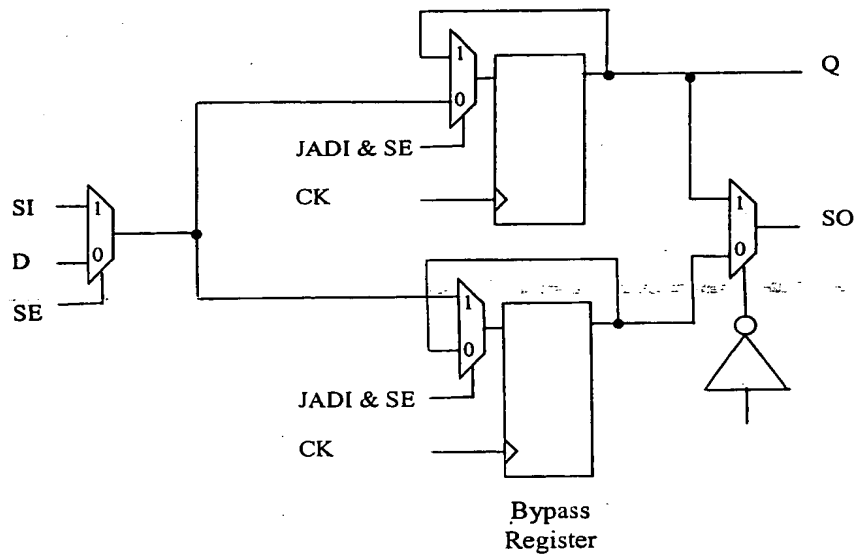 1
Q
0
JADI & SE
CK
SI
1
1
SO
D
0
0
SE
1
0
JADI & SE
CK
Bypass
Register